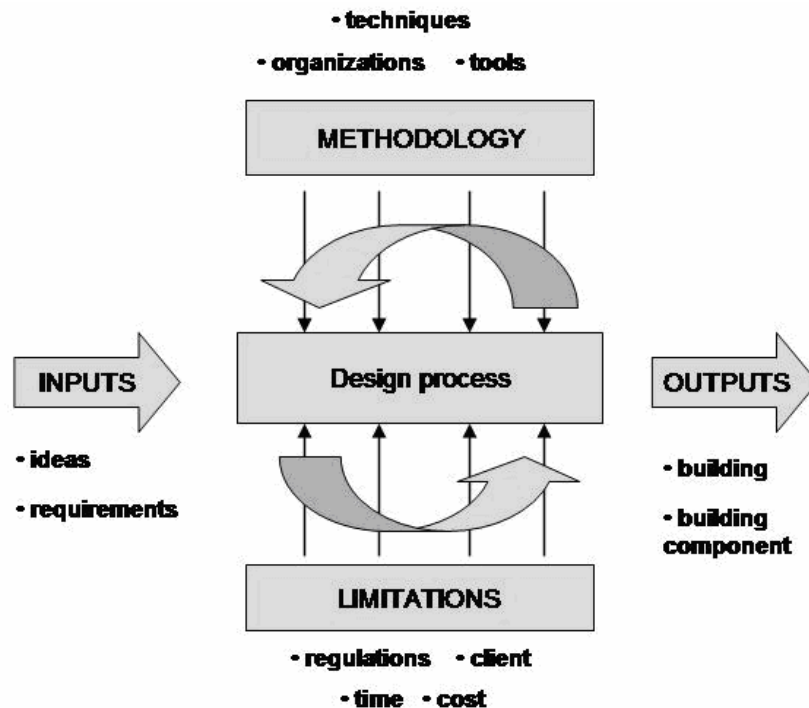 • techniques
• organizations • tools
METHODOLOGY
INPUTS
Design process
OUTPUTS
• ideas
• requirements
• building
• building
component
LIMITATIONS
• regulations • client
• time • cost